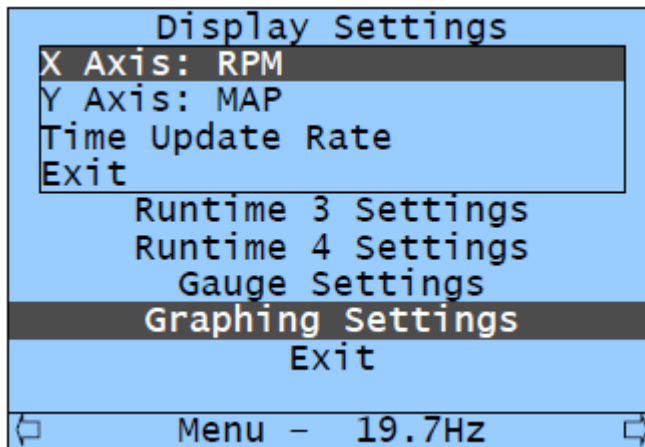 Display Settings
X Axis: RPM
Y Axis: MAP
Time Update Rate
Exit
Runtime 3 Settings
Runtime 4 Settings
Gauge Settings
Graphing Settings
Exit
Menu – 19.7Hz